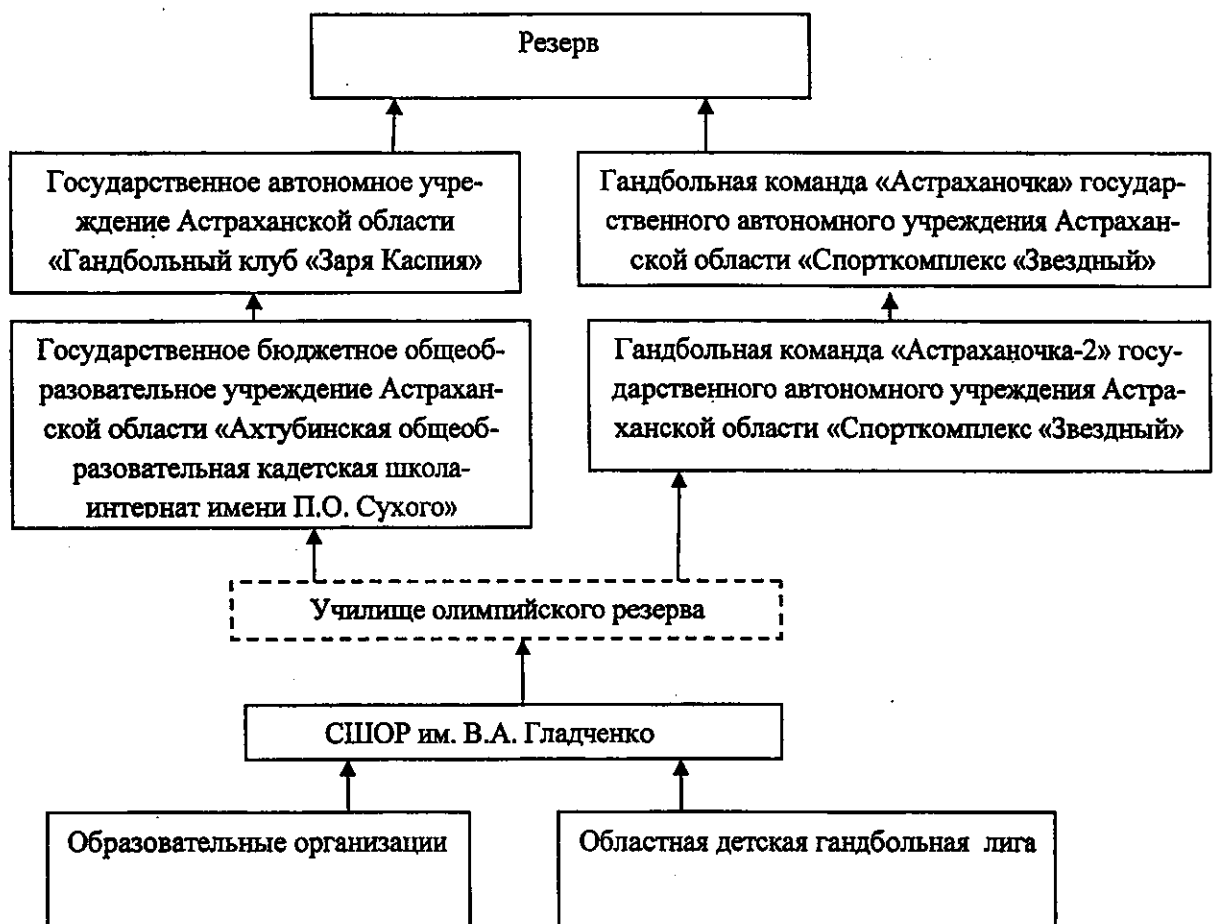 Резерв
Государственное автономное учре-
ждение Астраханской области
«Гандбольный клуб «Заря Каспия»
Гандбольная команда «Астраханочка» государ-
ственного автономного учреждения Астрахан-
ской области «Спорткомплекс «Звездный»
Государственное бюджетное общеоб-
разовательное учреждение Астрахан-
ской области «Ахтубинская общеоб-
разовательная кадетская школа-
интернат имени П.О. Сухого»
Гандбольная команда «Астраханочка-2» госу-
дарственного автономного учреждения Астра-
ханской области «Спорткомплекс «Звездный»
Училище олимпийского резерва
СШОР им. В.А. Гладченко
Образовательные организации
Областная детская гандбольная лига